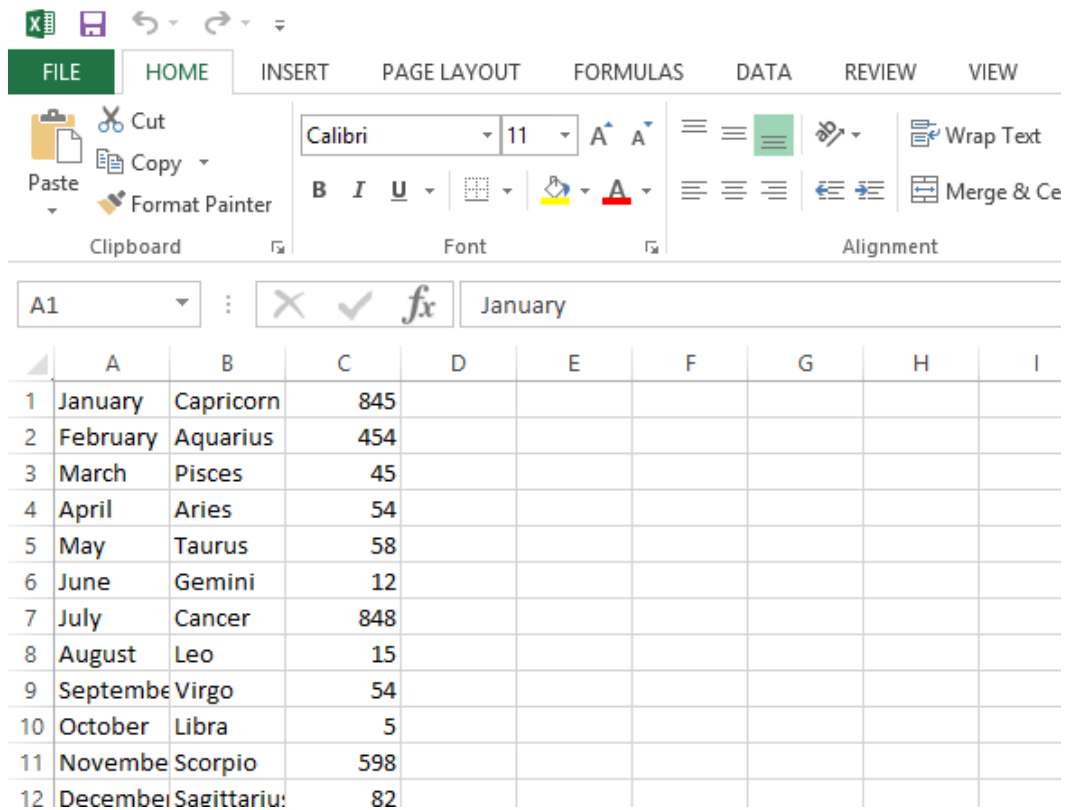 FILE HOME INSERT PAGE LAYOUT FORMULAS DATA REVIEW VIEW
Cut
Copy
Paste
Format Painter
Calibri 11 A A Wrap Text
B I U A Merge & Ce
Clipboard Font Alignment
A1 fx January
A B C D E F G H I
1 January Capricorn 845
2 February Aquarius 454
3 March Pisces 45
4 April Aries 54
5 May Taurus 58
6 June Gemini 12
7 July Cancer 848
8 August Leo 15
9 Septembe Virgo 54
10 October Libra 5
11 Novembe Scorpio 598
12 December Sagittarius 82